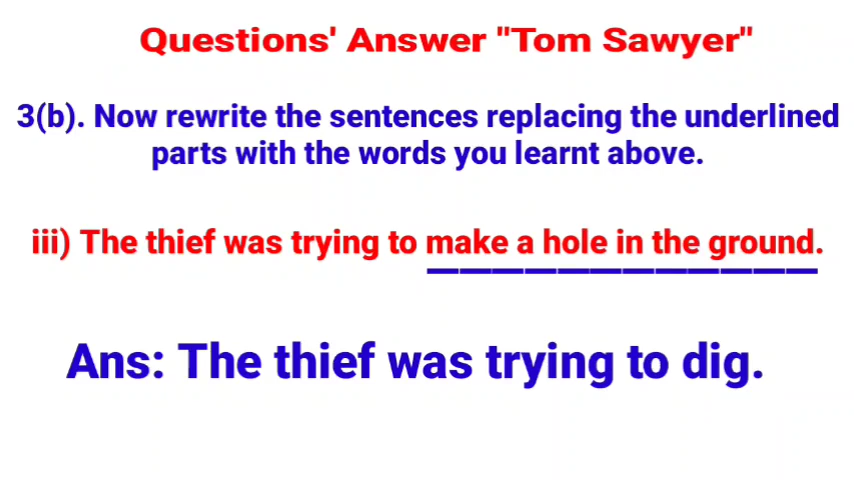 Questions' Answer "Tom Sawyer"
3(b). Now rewrite the sentences replacing the underlined
parts with the words you learnt above.
iii) The thief was trying to make a hole in the ground.
Ans: The thief was trying to dig.